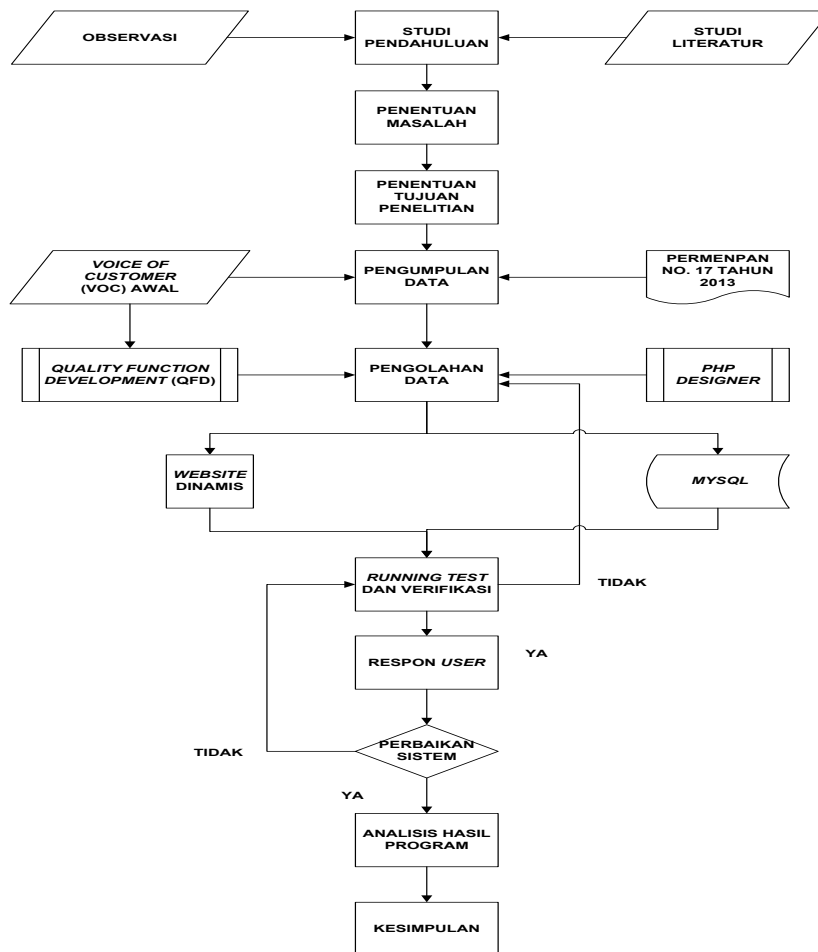 OBSERVASI
STUDI
PENDAHULUAN
STUDI
LITERATUR
PENENTUAN
MASALAH
PENENTUAN
TUJUAN
PENELITIAN
VOICE OF
CUSTOMER
(VOC) AWAL
PENGUMPULAN
DATA
PERMENPAN
NO. 17 TAHUN
2013
QUALITY FUNCTION
DEVELOPMENT (QFD)
PENGOLAHAN
DATA
PHP
DESIGNER
WEBSITE
DINAMIS
MYSQL
RUNNING TEST
DAN VERIFIKASI
TIDAK
RESPON USER
YA
PERBAIKAN
SISTEM
TIDAK
YA
ANALISIS HASIL
PROGRAM
KESIMPULAN